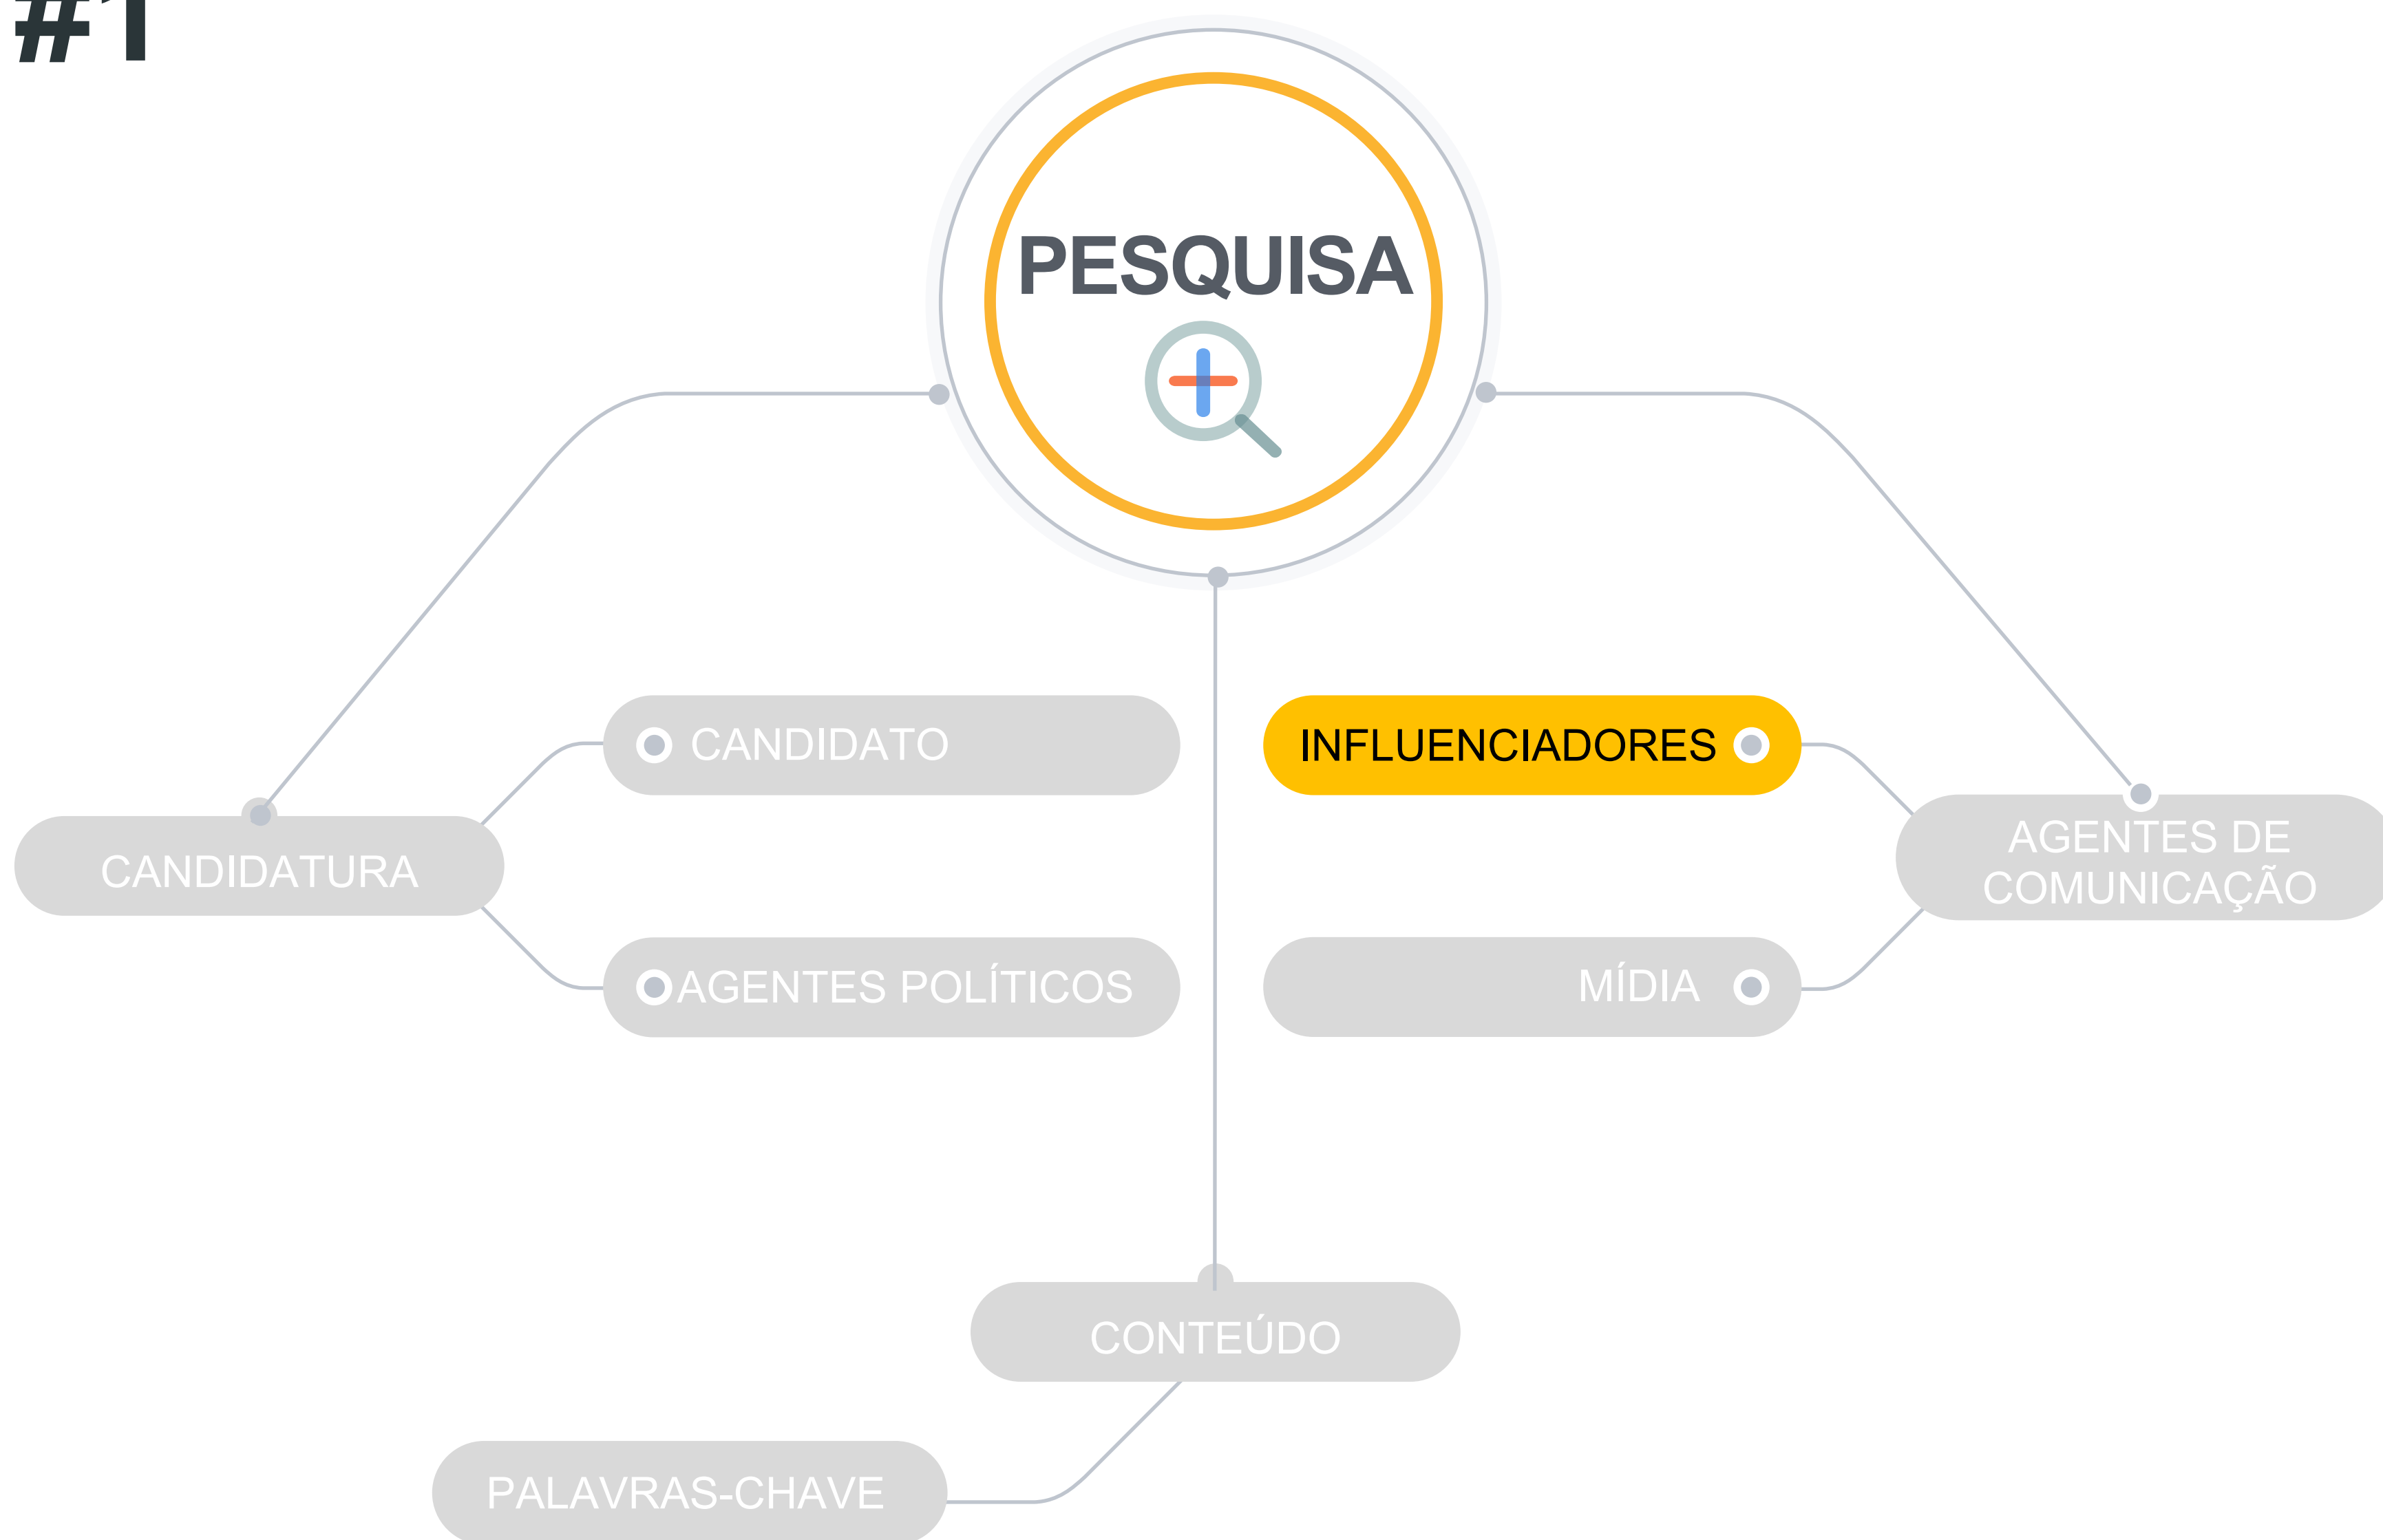 #1
PESQUISA
CANDIDATO
INFLUENCIADORES
CANDIDATURA
AGENTES DE
COMUNICAÇÃO
AGENTES POLÍTICOS
MÍDIA
CONTEÚDO
PALAVRAS-CHAVE